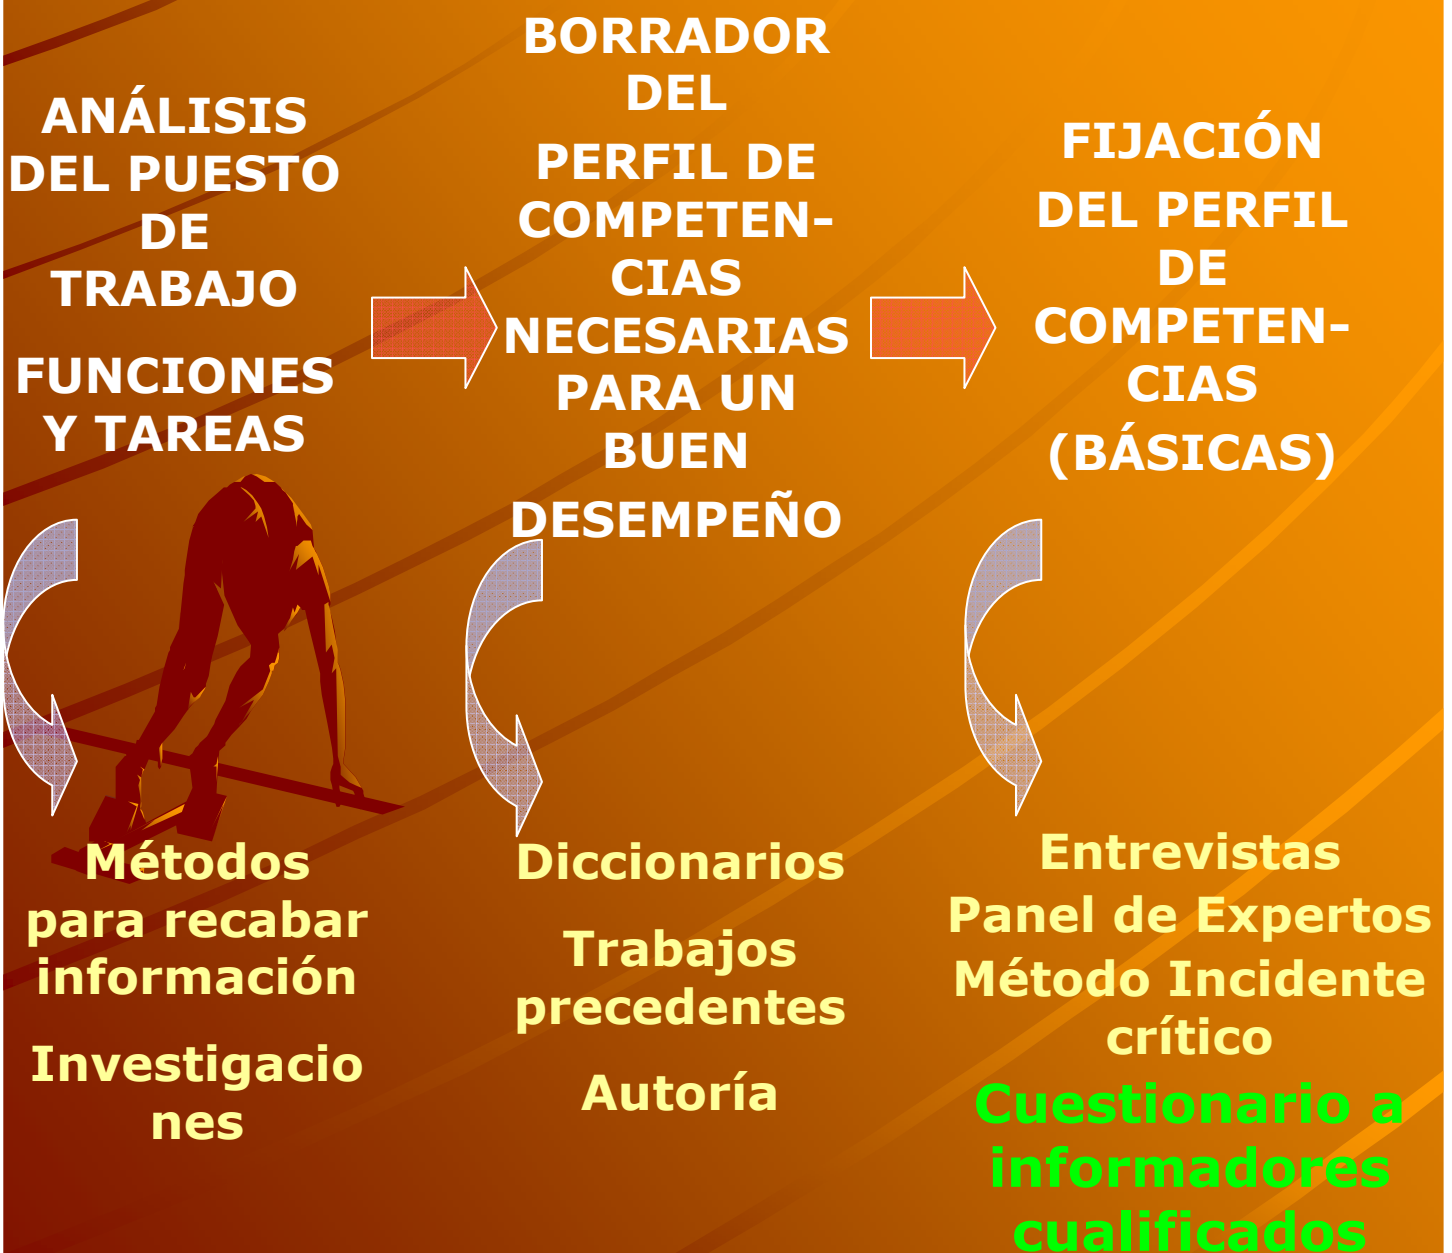 ANÁLISIS
DEL PUESTO
DE
TRABAJO
FUNCIONES
Y TAREAS
BORRADOR
DEL
PERFIL DE
COMPETEN-
CIAS
NECESARIAS
PARA UN
BUEN
DESEMPEÑO
FIJACIÓN
DEL PERFIL
DE
COMPETEN-
CIAS
(BÁSICAS)
Métodos
para recabar
información
Investigacio
nes
Diccionarios
Trabajos
precedentes
Autoría
Entrevistas
Panel de Expertos
Método Incidente
crítico
Cuestionario a
informadores
cualificados